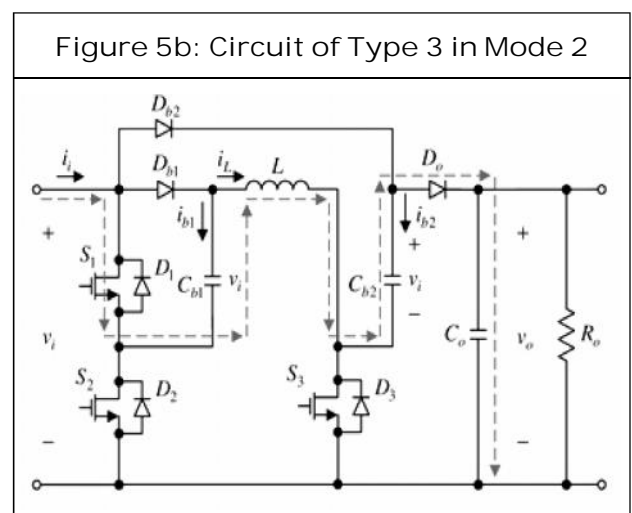 Figure 5b: Circuit of Type 3 in Mode 2
D_b2
i_i
D_b1
i_L
L
D_o
i_b1
i_b2
+
+
+
S_1
D_1
C_b1
v_i
C_b2
v_i
−
v_i
C_o
v_o
R_o
S_2
D_2
S_3
D_3
−
−